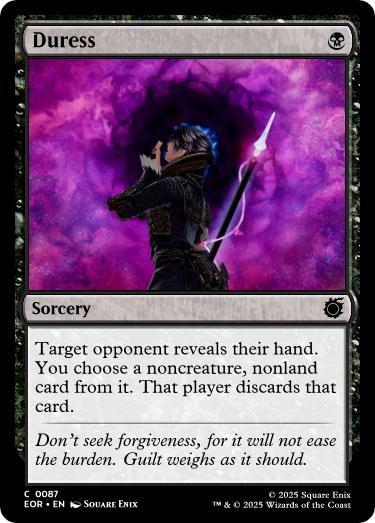 Duress
Sorcery
Target opponent reveals their hand.
You choose a noncreature, nonland
card from it. That player discards that
card.
Don't seek forgiveness, for it will not ease
the burden. Guilt weighs as it should.
C 0087
EOR • EN Square Enix
© 2025 Square Enix
™ & © 2025 Wizards of the Coast